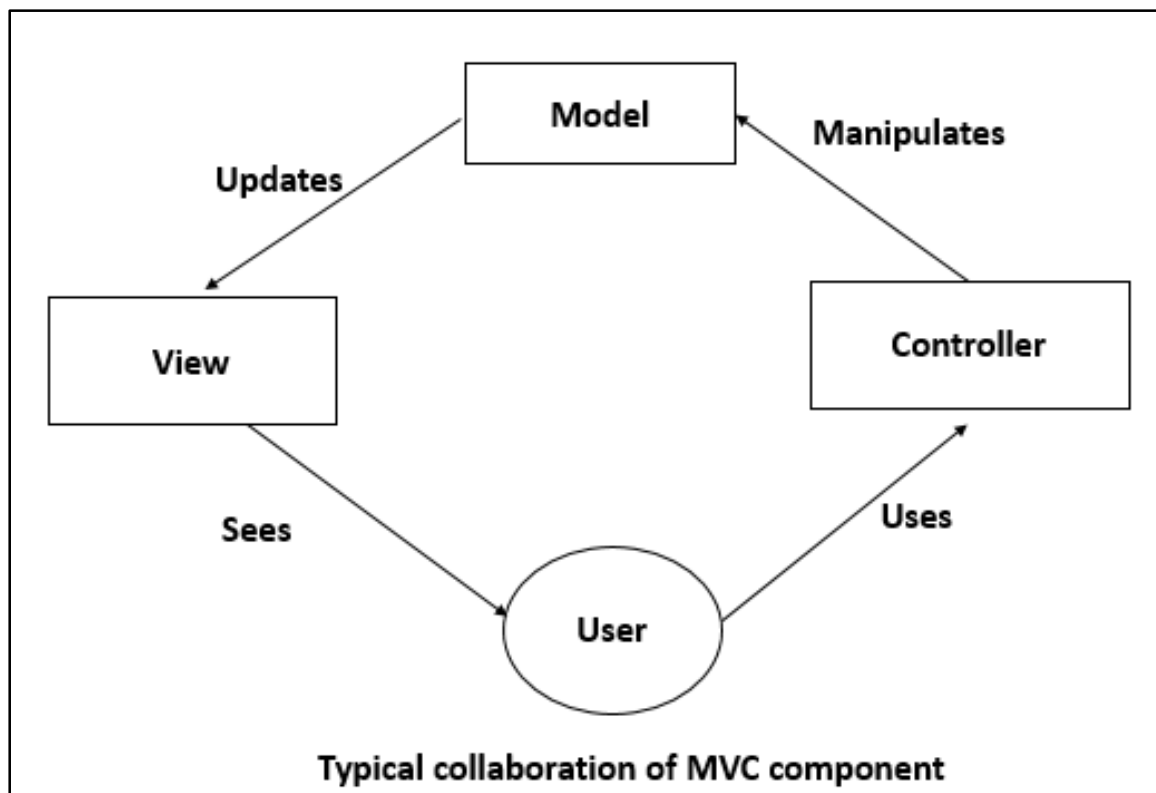 Model
Manipulates
Updates
View
Controller
Sees
Uses
User
Typical collaboration of MVC component